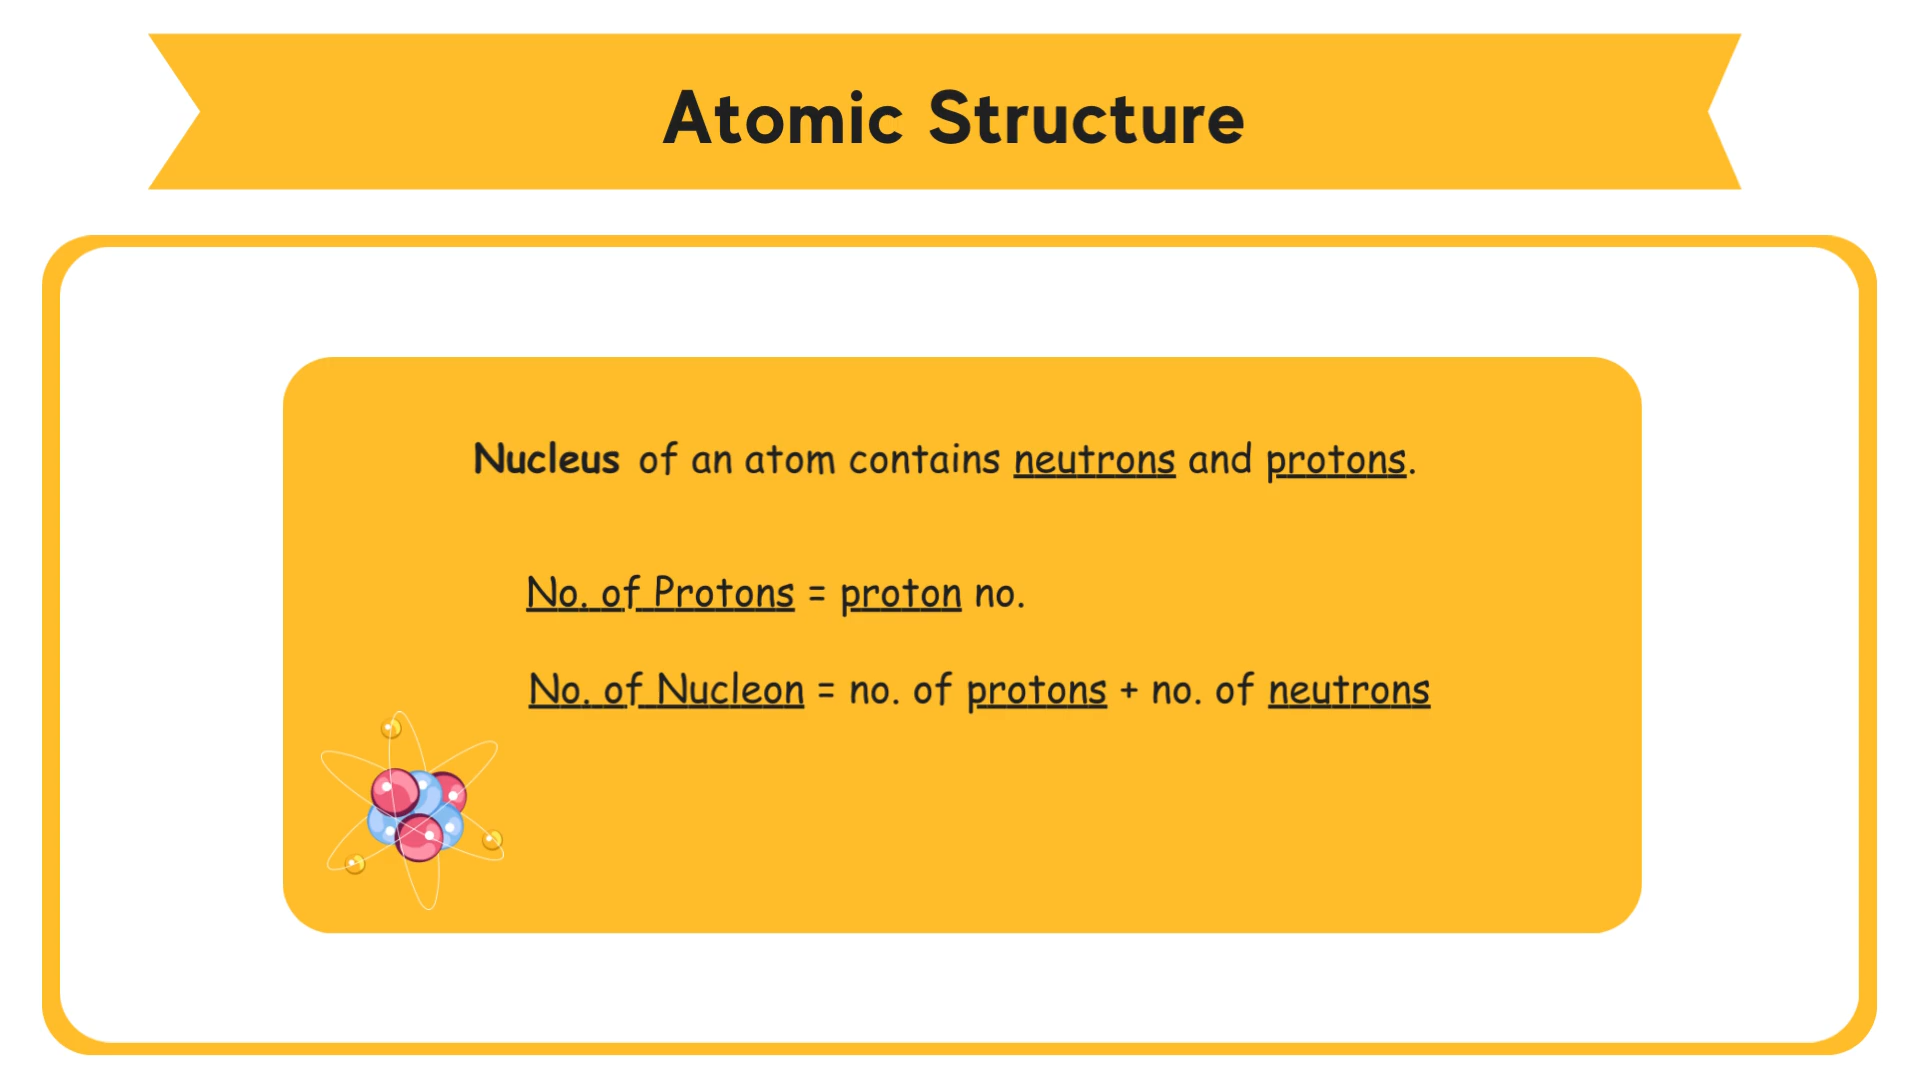 Atomic Structure
Nucleus of an atom contains neutrons and protons.
No. of Protons = proton no.
No. of Nucleon = no. of protons + no. of neutrons